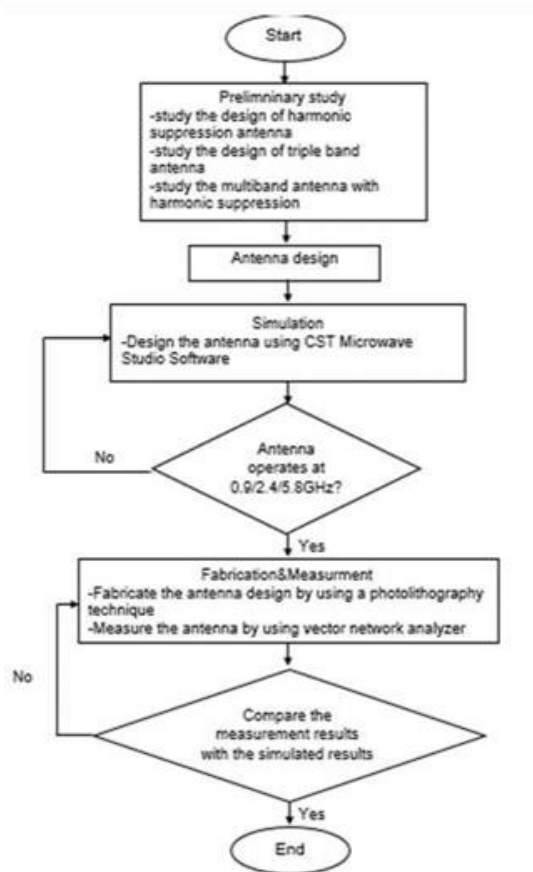 Start
Prelimninary study
-study the design of harmonic
suppression antenna
-study the design of triple band
antenna
-study the multiband antenna with
harmonic suppression
Antenna design
Simulation
-Design the antenna using CST Microwave
Studio Software
No
Antenna
operates at
0.9/2.4/5.8GHz?
Yes
Fabrication&Measurment
-Fabricate the antenna design by using a photolithography
technique
-Measure the antenna by using vector network analyzer
No
Compare the
measurement results
with the simulated results
Yes
End